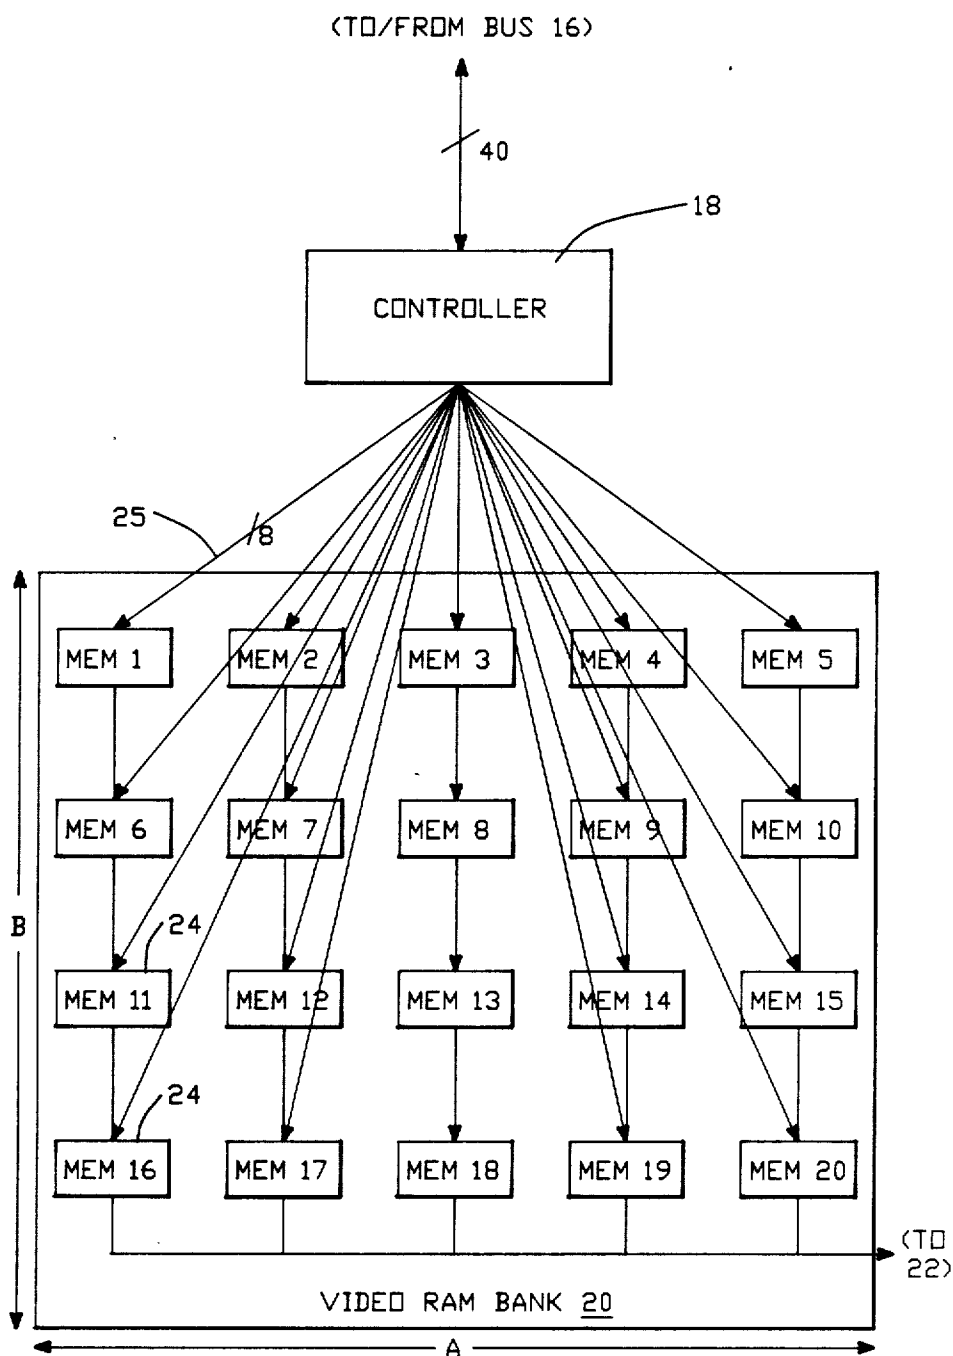 (TO/FROM BUS 16)
40
18
CONTROLLER
25
8
MEM 1 MEM 2 MEM 3 MEM 4 MEM 5
MEM 6 MEM 7 MEM 8 MEM 9 MEM 10
B
24
MEM 11 MEM 12 MEM 13 MEM 14 MEM 15
24
MEM 16 MEM 17 MEM 18 MEM 19 MEM 20
(TO
22)
VIDEO RAM BANK 20
A